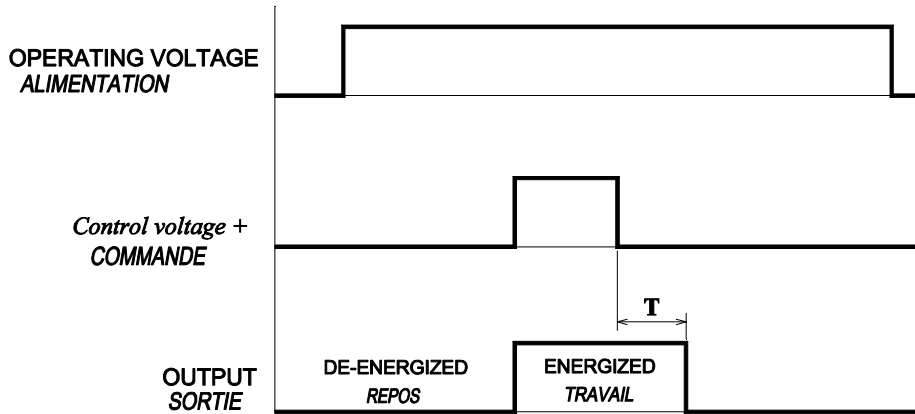 OPERATING VOLTAGE
ALIMENTATION
Control voltage +
COMMANDE
T
OUTPUT
SORTIE
DE-ENERGIZED
REPOS
ENERGIZED
TRAVAIL